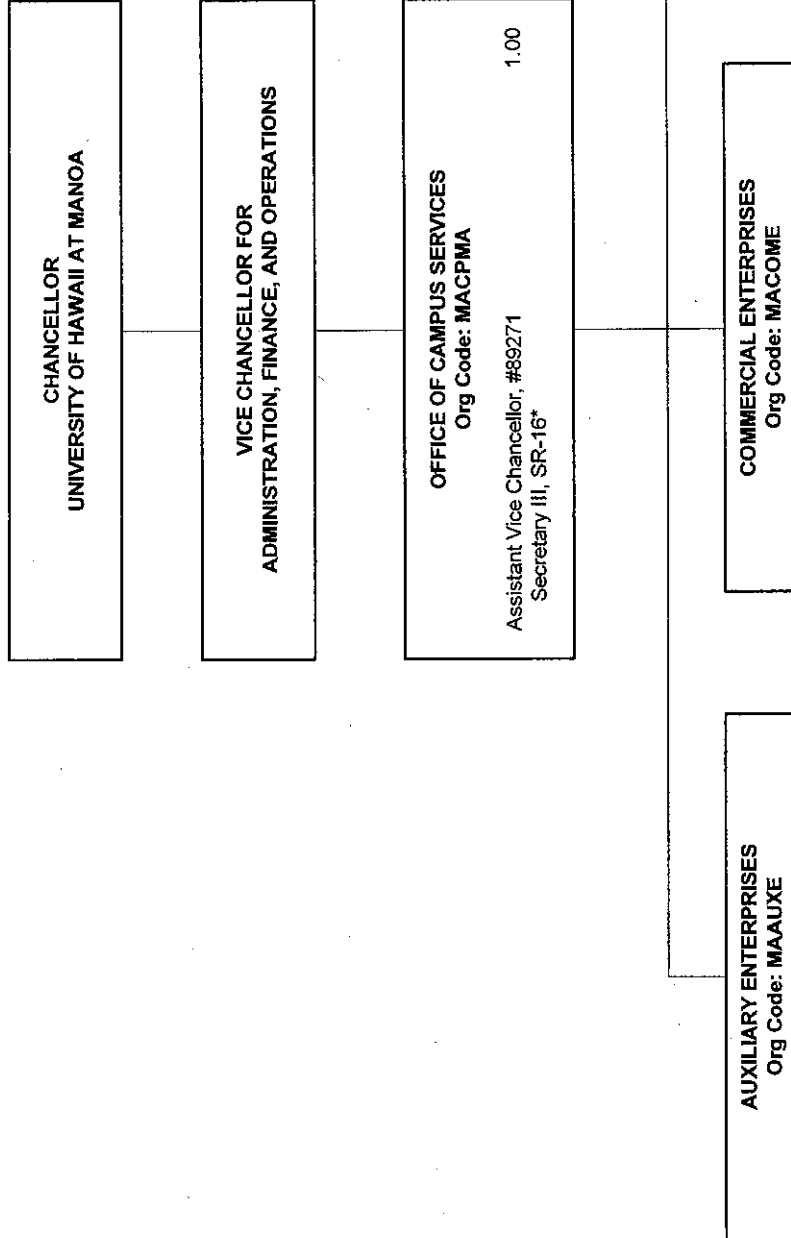 CHANCELLOR
UNIVERSITY OF HAWAII AT MANOA
VICE CHANCELLOR FOR
ADMINISTRATION, FINANCE, AND OPERATIONS
OFFICE OF CAMPUS SERVICES
Org Code: MACPMA
Assistant Vice Chancellor, #89271 1.00
Secretary III, SR-16*
AUXILIARY ENTERPRISES
Org Code: MAAUXE
COMMERCIAL ENTERPRISES
Org Code: MACOME